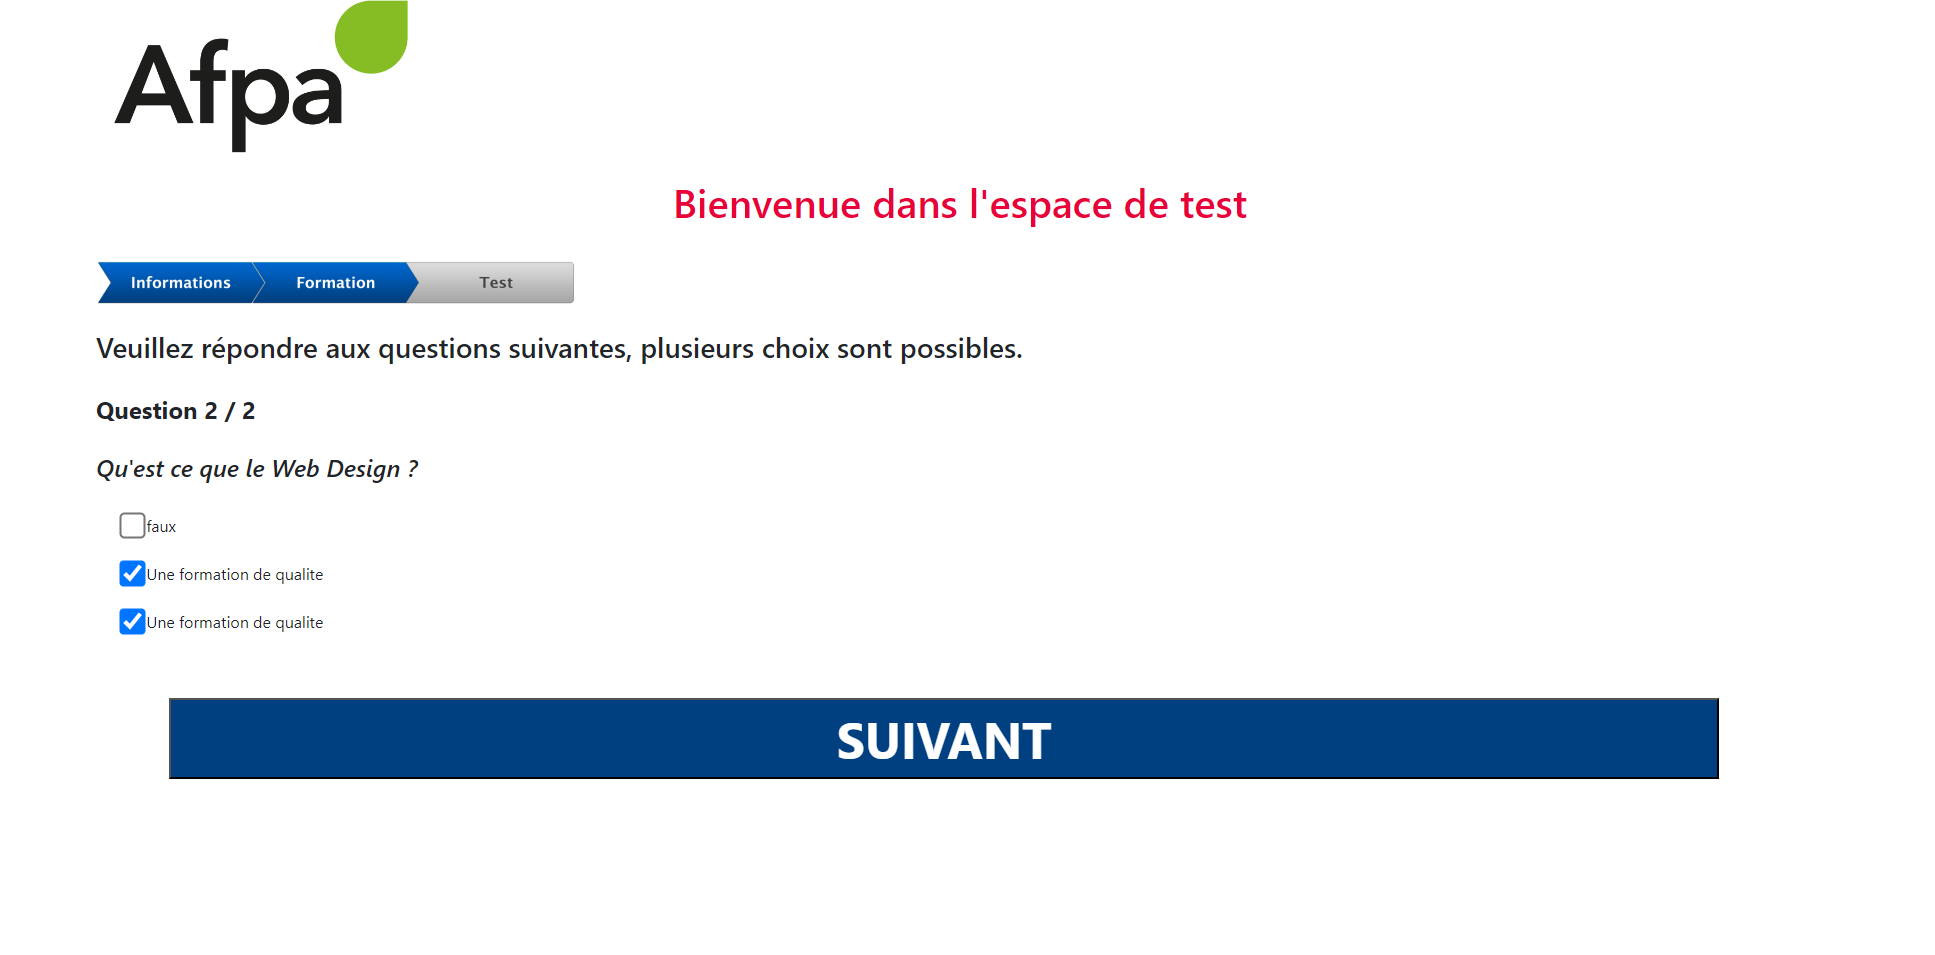 Afpa
Bienvenue dans l'espace de test
Informations Formation Test
Veuillez répondre aux questions suivantes, plusieurs choix sont possibles.
Question 2 / 2
Qu'est ce que le Web Design ?
faux
Une formation de qualite
Une formation de qualite
SUIVANT